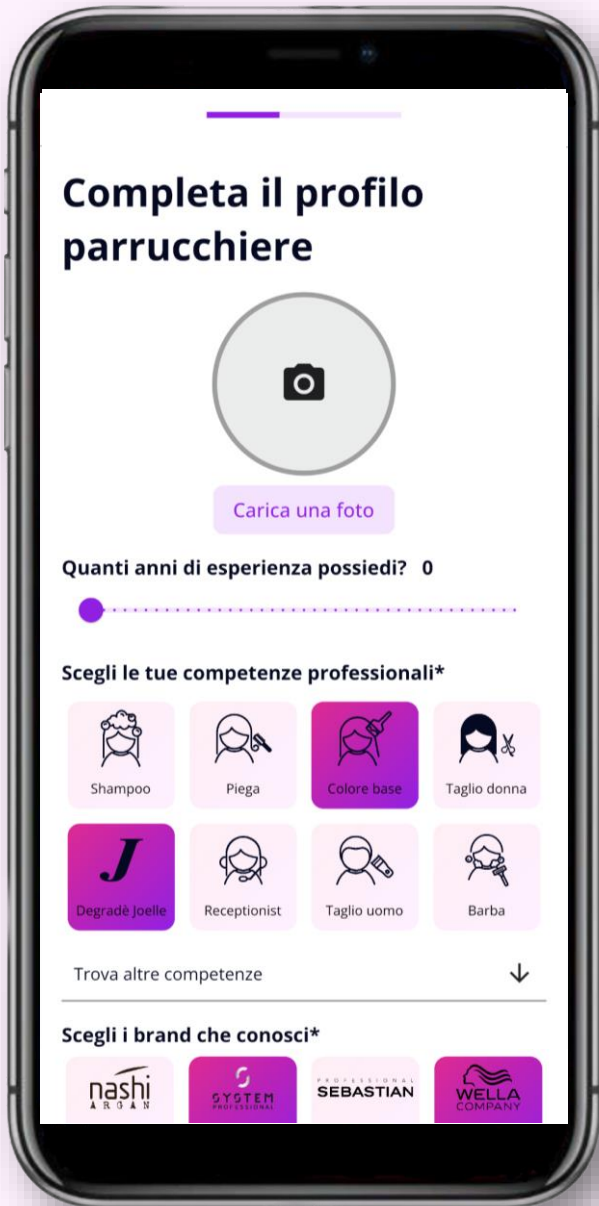 Completa il profilo
parrucchiere
Carica una foto
Quanti anni di esperienza possiedi? 0
Scegli le tue competenze professionali*
Shampoo
Piega
Colore base
Taglio donna
J
Degradè Joelle
Receptionist
Taglio uomo
Barba
Trova altre competenze
Scegli i brand che conosci*
nashi
ARGAN
SYSTEM
PROFESSIONAL
PROFESSIONAL
SEBASTIAN
WELLA
COMPANY